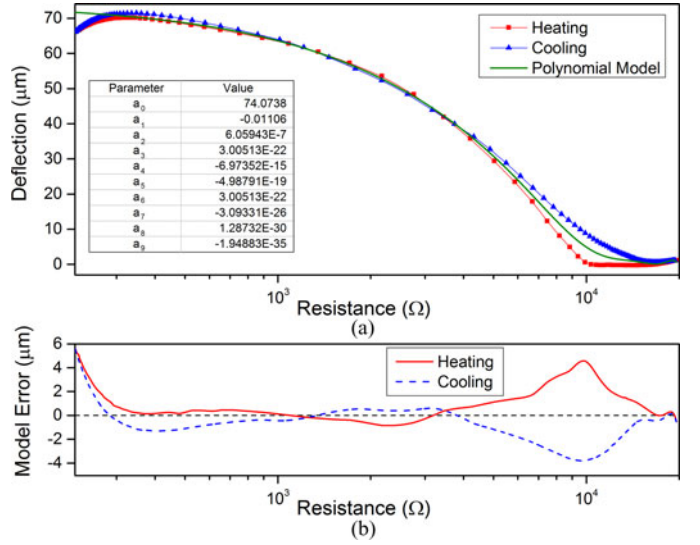 70
60
50
40
30
20
10
0
Deflection (μm)
Heating
Cooling
Polynomial Model
Parameter Value
a0 74.0738
a1 -0.01106
a2 6.05943E-7
a3 3.00513E-22
a4 -6.97352E-15
a5 -4.98791E-19
a6 3.00513E-22
a7 -3.09331E-26
a8 1.28732E-30
a9 -1.94883E-35
10^3 10^4
Resistance (Ω)
(a)
6
4
2
0
-2
-4
Model Error (μm)
Heating
Cooling
10^3 10^4
Resistance (Ω)
(b)